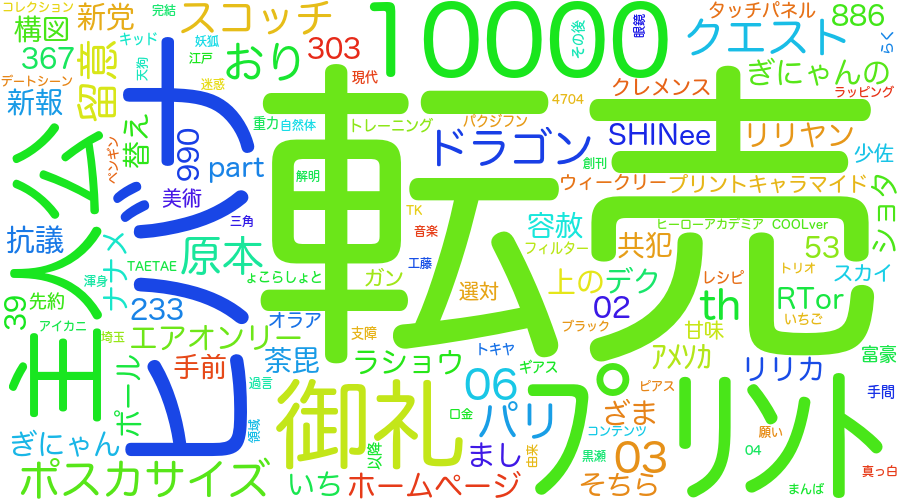 コレクション
完結
新党
スコッチ
10000
タッチパネル
886
構図
キッド
妖狐
その後
眼鏡
クエスト
らく
367
天狗
江戸
おり
303
デートシーン
留意
迷惑
現代
クレメンス
ぎにゃんの
ラッピング
新報
ヒバナ
転売
4704
主人公
ペンギン
替え
990
重力
自然体
トレーニング
パクジフン
SHINee
リリヤン
part
ドラゴン
創刊
少佐
美術
解明
ウィークリー
プリントキャラマイド
ショタ
抗議
ナナメ
三角
TK
音楽
容赦
ヒーローアカデミア
COOLver
原本
フィルター
共犯
53
TAETAE
工藤
トリオ
渾身
ょこらしょと
ガン
選対
上の
デク
レシピ
スカイ
39
先約
233
02
th
RTor
アイカニ
オラア
ブラック
いちご
埼玉
エアオンリー
支障
甘味
トキヤ
アメソカ
富豪
ポール
手前
茶毘
ラショウ
ギアス
リリカ
過言
御礼
06
プリント
ピアス
手間
領域
口金
パリ
ざま
コンテンツ
願い
ぎにゃん
以降
まし
由来
黒瀬
03
04
ポスカサイズ
いち
ホームページ
そちら
まんば
真っ白